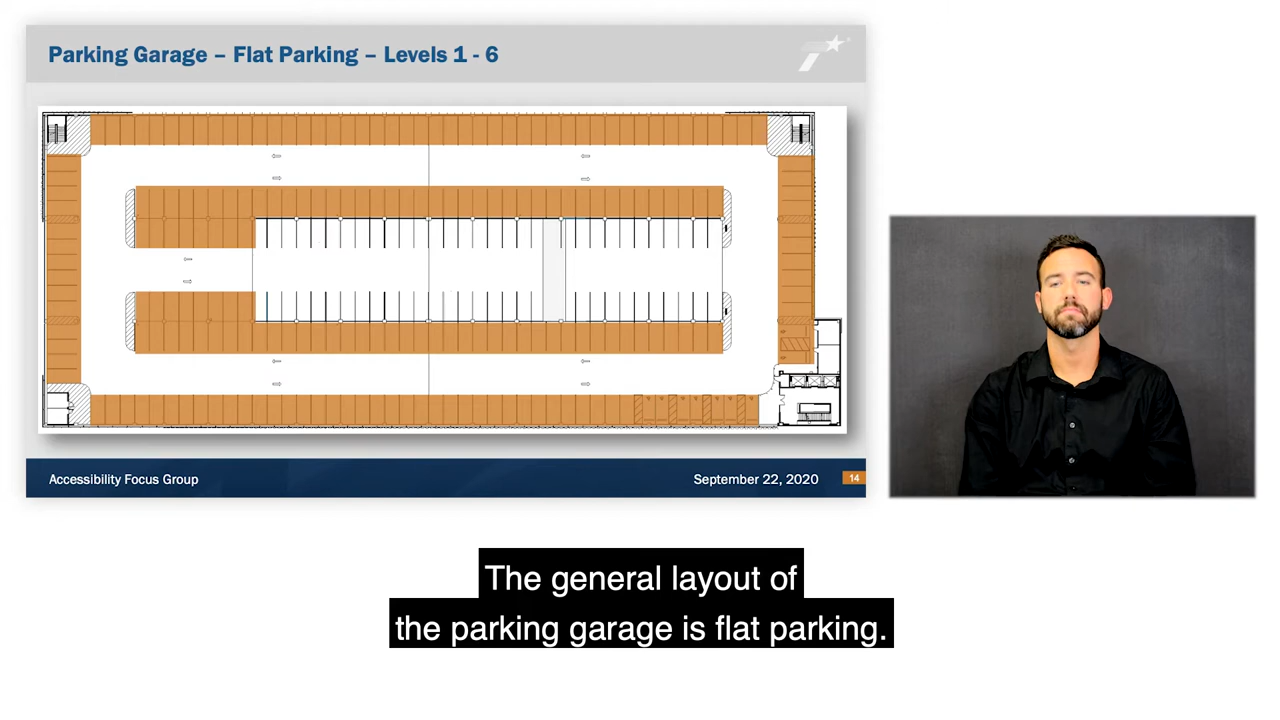 Parking Garage – Flat Parking – Levels 1 - 6
Accessibility Focus Group
September 22, 2020
14
The general layout of
the parking garage is flat parking.